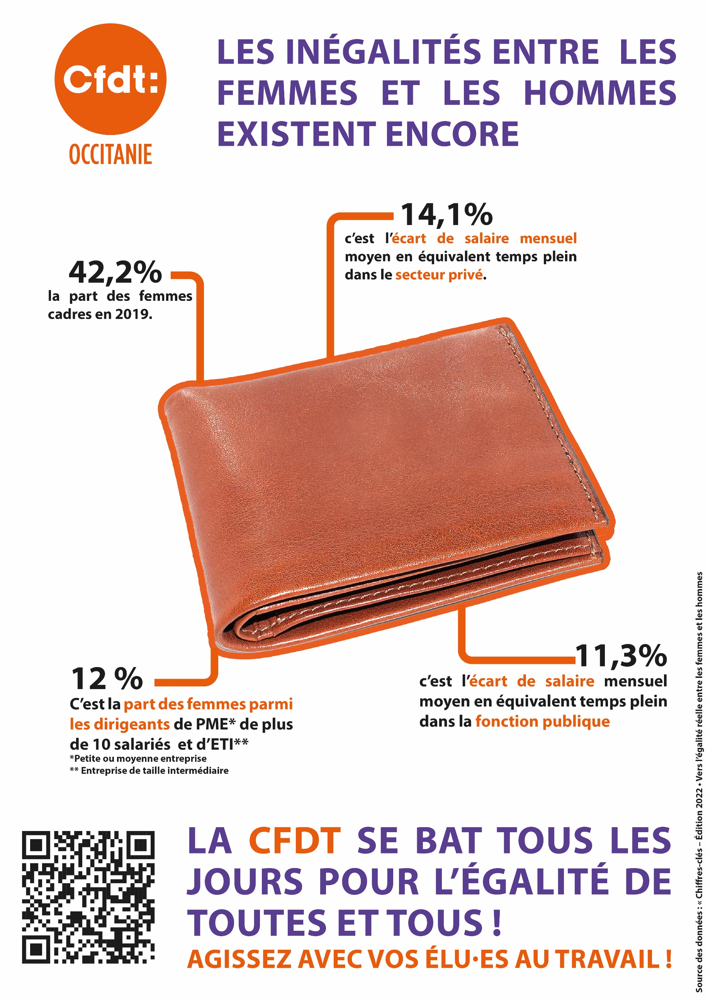 Cfdt:
OCCITANIE
LES INÉGALITÉS ENTRE LES
FEMMES ET LES HOMMES
EXISTENT ENCORE
14,1%
c’est l’écart de salaire mensuel
moyen en équivalent temps plein
dans le secteur privé.
42,2%
la part des femmes
cadres en 2019.
12 %
C’est la part des femmes parmi
les dirigeants de PME* de plus
de 10 salariés et d’ETI**
*Petite ou moyenne entreprise
** Entreprise de taille intermédiaire
11,3%
c’est l’écart de salaire mensuel
moyen en équivalent temps plein
dans la fonction publique
LA CFDT SE BAT TOUS LES
JOURS POUR L’ÉGALITÉ DE
TOUTES ET TOUS !
AGISSEZ AVEC VOS ÉLU•ES AU TRAVAIL !
Source des données : « Chiffres-clés – Édition 2022 • Vers l’égalité réelle entre les femmes et les hommes